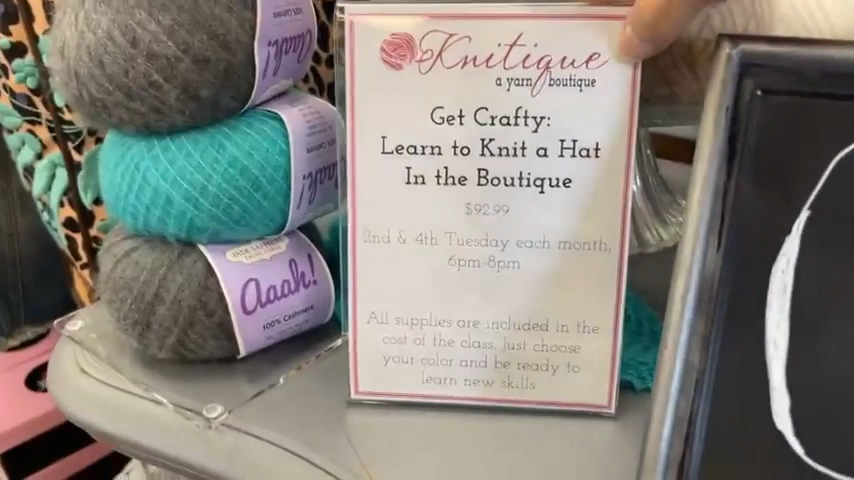 Knitique
a yarn boutique
Get Crafty:
Learn to Knit a Hat
In the Boutique
$92.99
2nd & 4th Tuesday each month,
6pm-8pm
All supplies are included in the
cost of the class, just choose
your color and be ready to
learn new skills
Aaah!
Aaah!
JADE SAPPHIRE
Aaah!
100% Cashmere